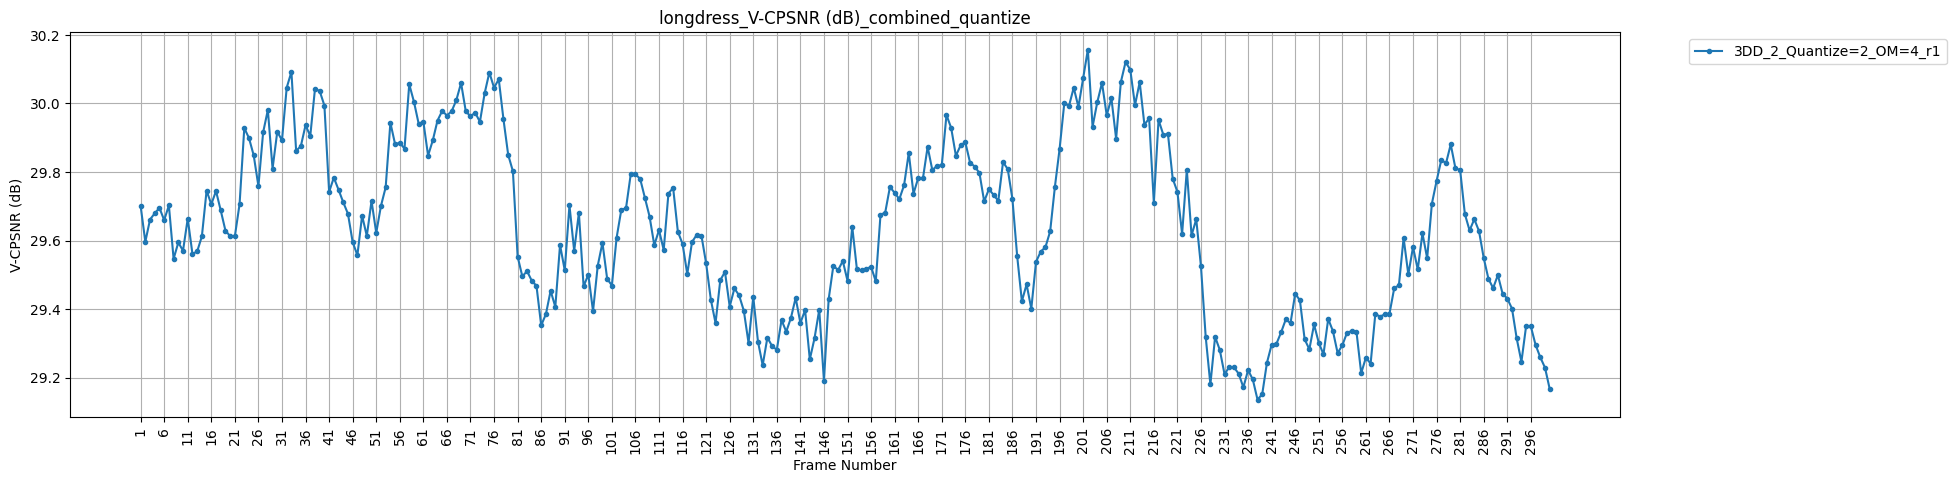 longdress_V-CPSNR (dB)_combined_quantize
3DD_2_Quantize=2_OM=4_r1
V-CPSNR (dB)
30.2
30.0
29.8
29.6
29.4
29.2
1 6 11 16 21 26 31 36 41 46 51 56 61 66 71 76 81 86 91 96 101 106 111 116 121 126 131 136 141 146 151 156 161 166 171 176 181 186 191 196 201 206 211 216 221 226 231 236 241 246 251 256 261 266 271 276 281 286 291 296
Frame Number